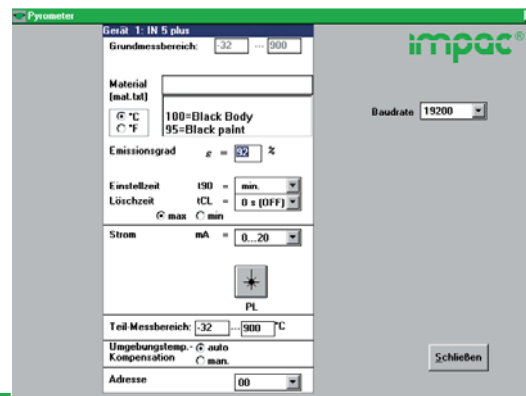 Pyrometer
Gerät 1: IN 5 plus
Grundmessbereich: -32 ... 900
impac®
Material
(mat.txt)
°C
°F
100=Black Body
95=Black paint
Baudrate 19200
Emissionsgrad ε = 92 %
Einstellzeit t90 = min.
Löschzeit tCL = 0 s (OFF)
max min
Strom mA = 0...20
PL
Teil-Messbereich: -32 ... 900 °C
Umgebungstemp.- auto
Kompensation man.
Schließen
Adresse 00